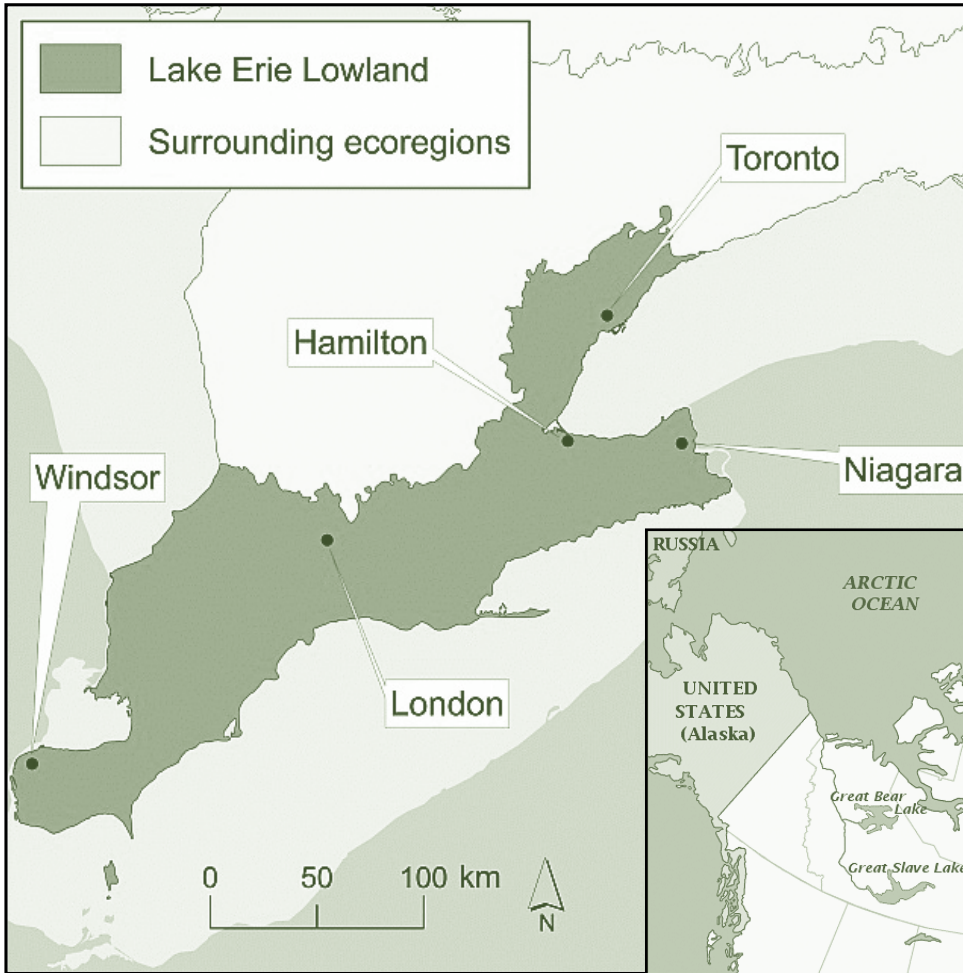 Lake Erie Lowland
Surrounding ecoregions
Toronto
Hamilton
Niagara
Windsor
London
0 50 100 km
N
RUSSIA
ARCTIC
OCEAN
UNITED
STATES
(Alaska)
Great Bear
Lake
Great Slave Lake